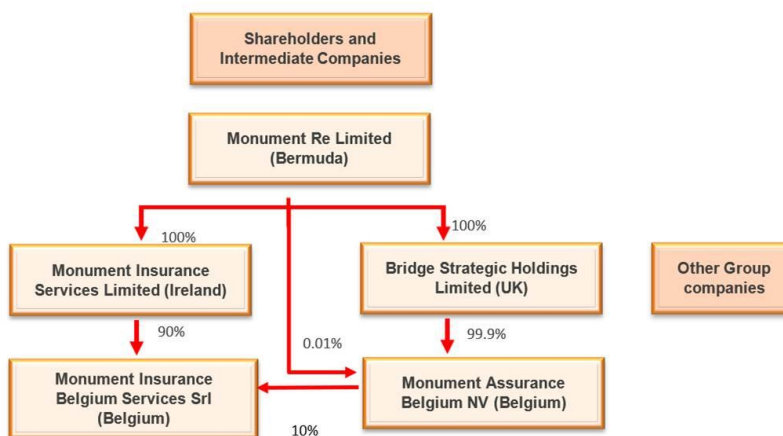 Shareholders and
Intermediate Companies
Monument Re Limited
(Bermuda)
100%
100%
Monument Insurance
Services Limited (Ireland)
Bridge Strategic Holdings
Limited (UK)
Other Group
companies
90%
0.01%
99.9%
Monument Insurance
Belgium Services Srl
(Belgium)
Monument Assurance
Belgium NV (Belgium)
10%